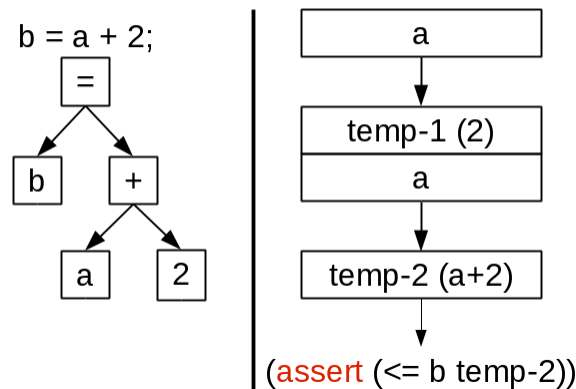 b = a + 2;
=
b
+
a
2
a
temp-1 (2)
a
temp-2 (a+2)
(assert (<= b temp-2))